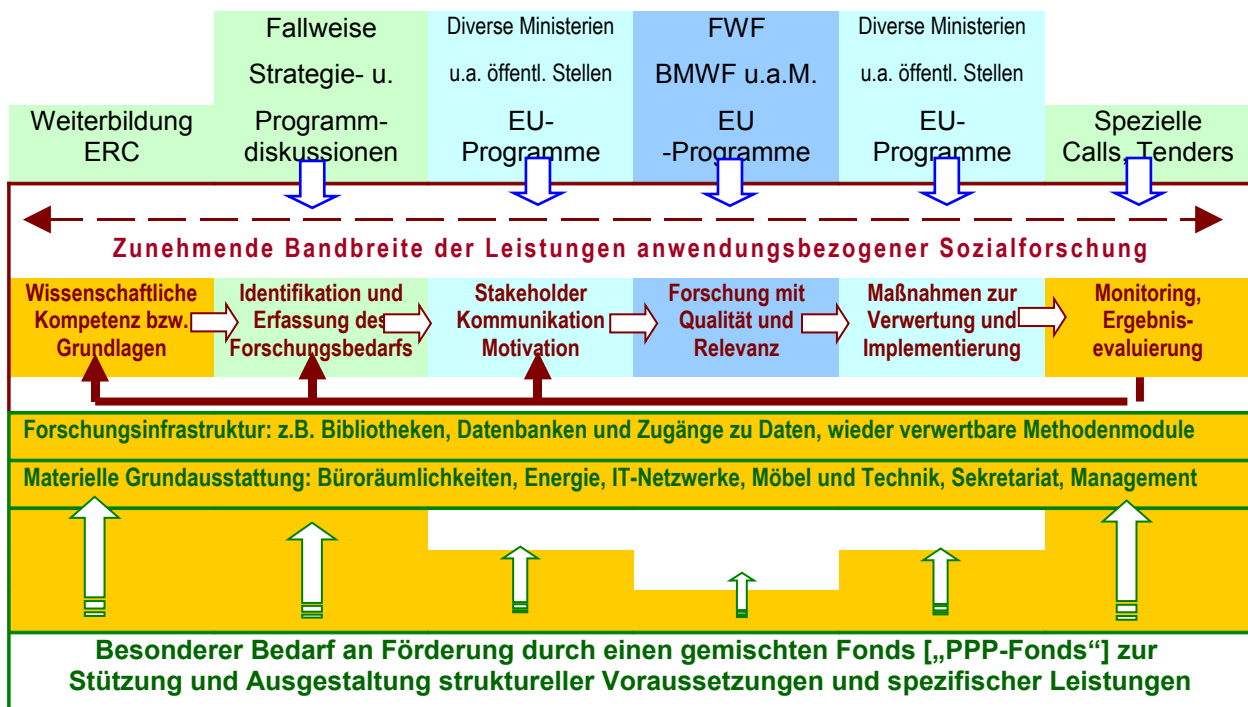 Weiterbildung
ERC
Fallweise
Strategie- u.
Programm-
diskussionen
Diverse Ministerien
u.a. öffentl. Stellen
EU-
Programme
FWF
BMWF u.a.M.
EU
-Programme
Diverse Ministerien
u.a. öffentl. Stellen
EU-
Programme
Spezielle
Calls, Tenders
Zunehmende Bandbreite der Leistungen anwendungsbezogener Sozialforschung
Wissenschaftliche
Kompetenz bzw.
Grundlagen
Identifikation und
Erfassung des
Forschungsbedarfs
Stakeholder
Kommunikation
Motivation
Forschung mit
Qualität und
Relevanz
Maßnahmen zur
Verwertung und
Implementierung
Monitoring,
Ergebnis-
evaluierung
Forschungsinfrastruktur: z.B. Bibliotheken, Datenbanken und Zugänge zu Daten, wieder verwertbare Methodenmodule
Materielle Grundausstattung: Büroräumlichkeiten, Energie, IT-Netzwerke, Möbel und Technik, Sekretariat, Management
Besonderer Bedarf an Förderung durch einen gemischten Fonds [„PPP-Fonds“] zur
Stützung und Ausgestaltung struktureller Voraussetzungen und spezifischer Leistungen